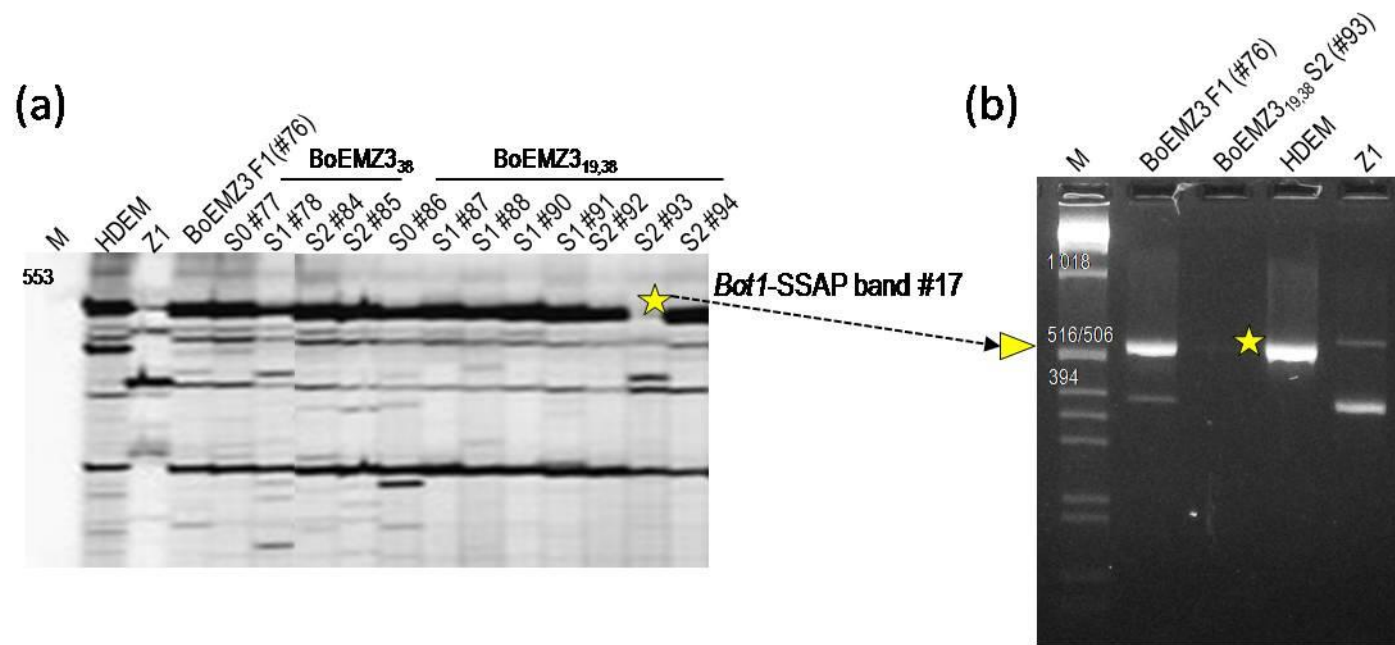 (a)
M
HDEM
Z1
BoEMZ3 F1(#76)
S0 #77
S1 #78
S2 #84
S2 #85
S0 #86
S1 #87
S1 #88
S1 #90
S1 #91
S2 #92
S2 #93
S2 #94
BoEMZ3₃₈
BoEMZ3₁₉,₃₈
553
Bot1-SSAP band #17
(b)
M
BoEMZ3 F1 (#76)
BoEMZ3₁₉,₃₈ S2 (#93)
HDEM
Z1
1 018
516/506
394